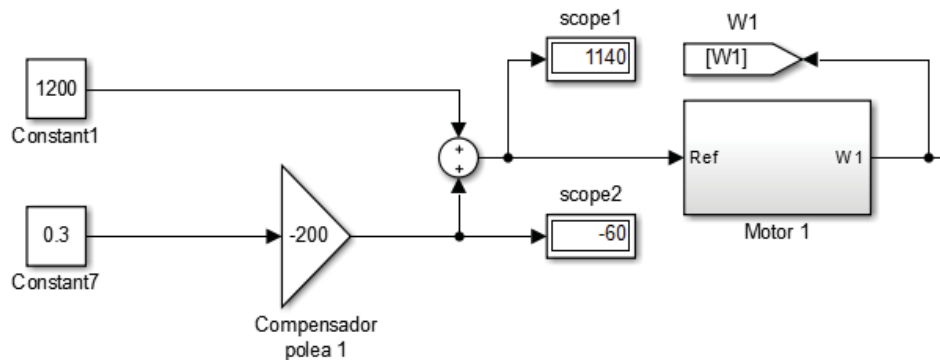 scope1
1140
W1
[W1]
1200
Constant1
+
+
Ref
W1
Motor 1
scope2
-60
0.3
Constant7
-200
Compensador
polea 1